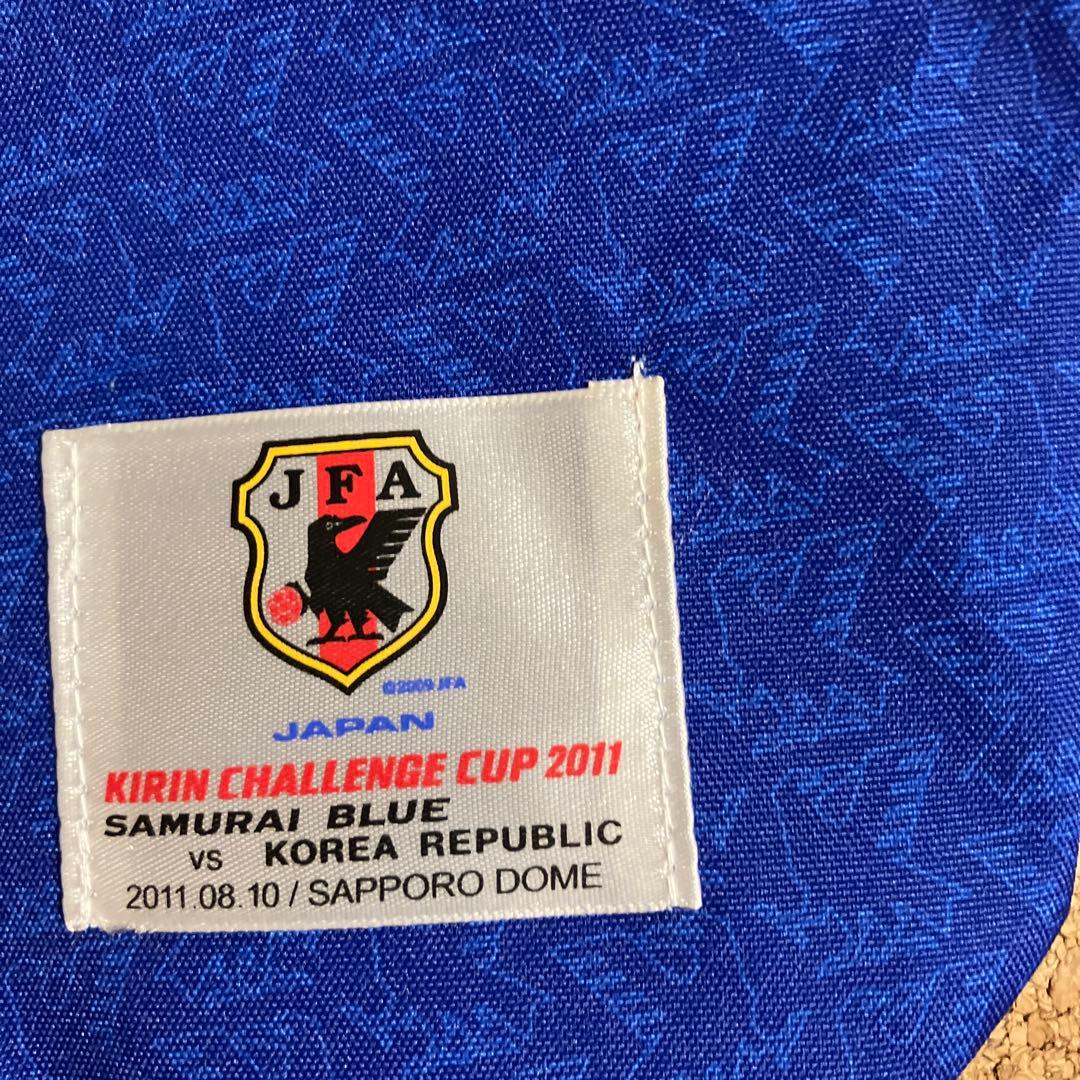 JFA
©2009 JFA
JAPAN
KIRIN CHALLENGE CUP 2011
SAMURAI BLUE
VS KOREA REPUBLIC
2011.08.10 / SAPPORO DOME